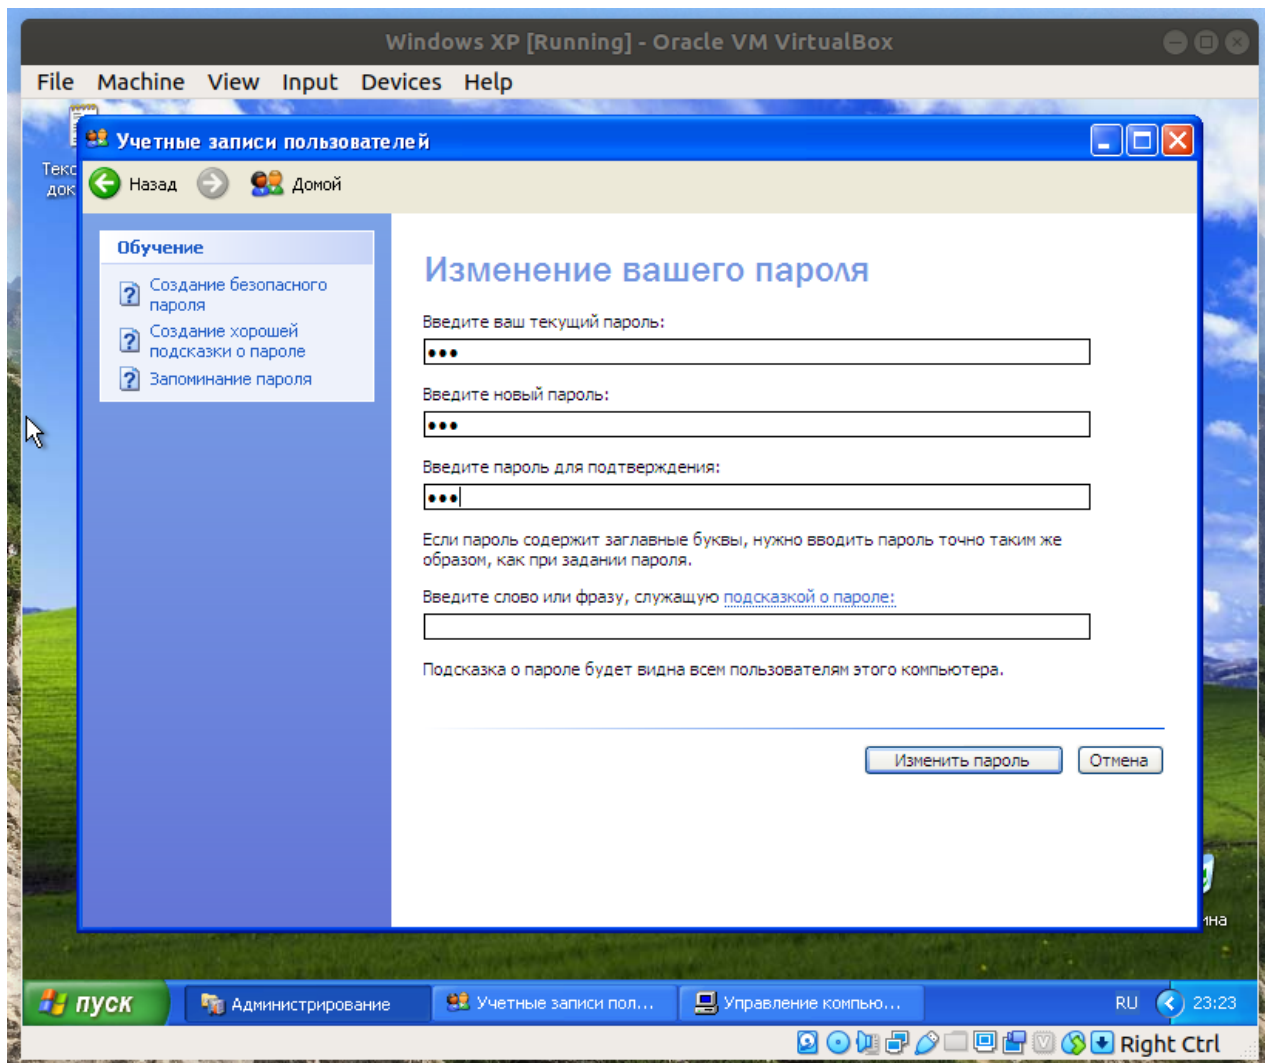 Windows XP [Running] - Oracle VM VirtualBox
File Machine View Input Devices Help
Учетные записи пользователей
Назад Домой
Обучение
Создание безопасного
пароля
Создание хорошей
подсказки о пароле
Запоминание пароля
Изменение вашего пароля
Введите ваш текущий пароль:
Введите новый пароль:
Введите пароль для подтверждения:
Если пароль содержит заглавные буквы, нужно вводить пароль точно таким же
образом, как при задании пароля.
Введите слово или фразу, служащую подсказкой о пароле:
Подсказка о пароле будет видна всем пользователям этого компьютера.
Изменить пароль Отмена
пуск Администрирование Учетные записи пол... Управление компью... RU 23:23
Right Ctrl